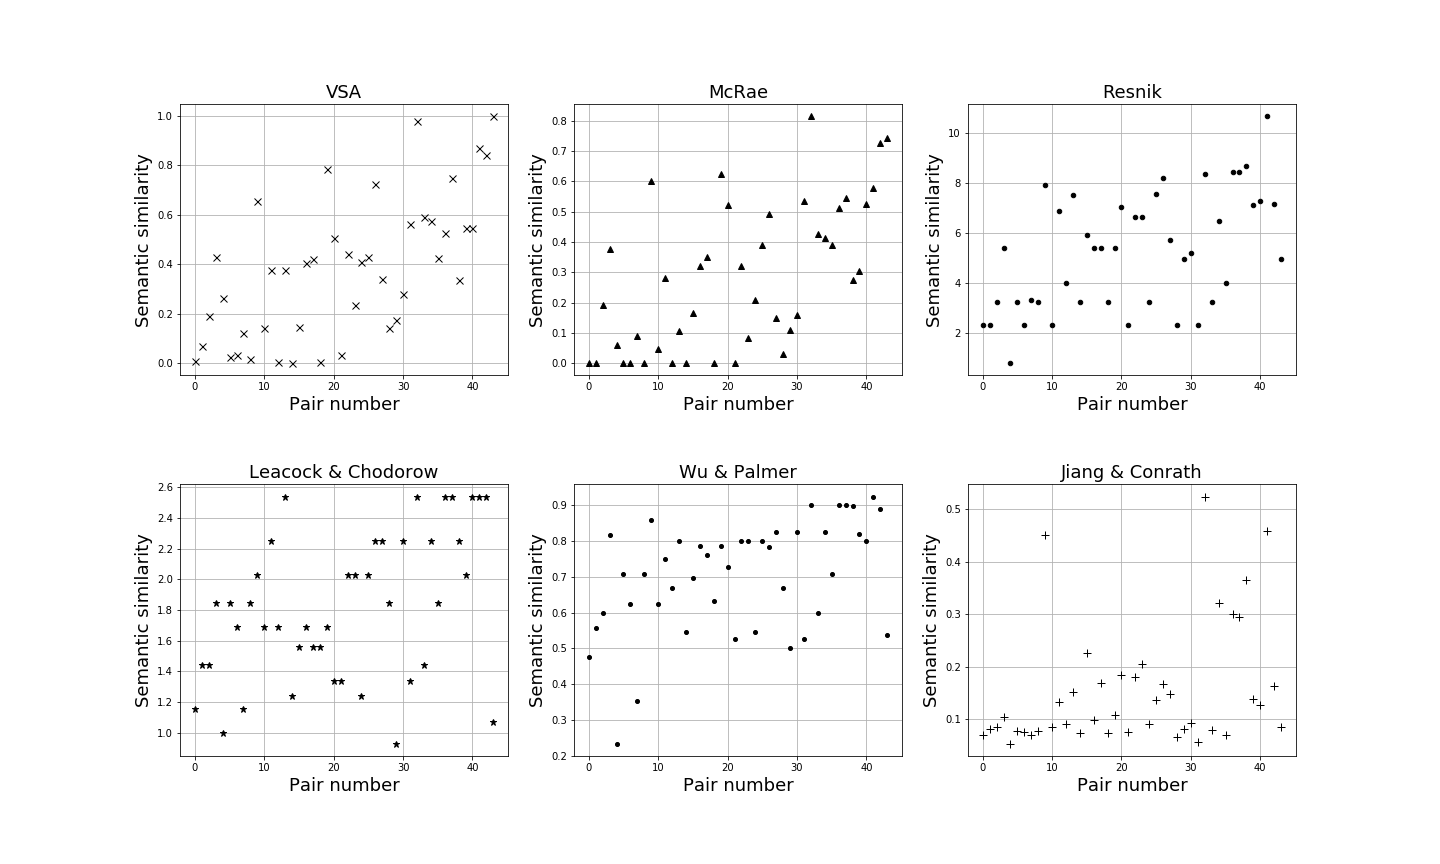 VSA
1.0
0.8
0.6
0.4
0.2
0.0
Semantic similarity
0 10 20 30 40
Pair number
McRae
0.8
0.7
0.6
0.5
0.4
0.3
0.2
0.1
0.0
Semantic similarity
0 10 20 30 40
Pair number
Resnik
10
8
6
4
2
Semantic similarity
0 10 20 30 40
Pair number
Leacock & Chodorow
2.6
2.4
2.2
2.0
1.8
1.6
1.4
1.2
1.0
Semantic similarity
0 10 20 30 40
Pair number
Wu & Palmer
0.9
0.8
0.7
0.6
0.5
0.4
0.3
0.2
Semantic similarity
0 10 20 30 40
Pair number
Jiang & Conrath
0.5
0.4
0.3
0.2
0.1
Semantic similarity
0 10 20 30 40
Pair number